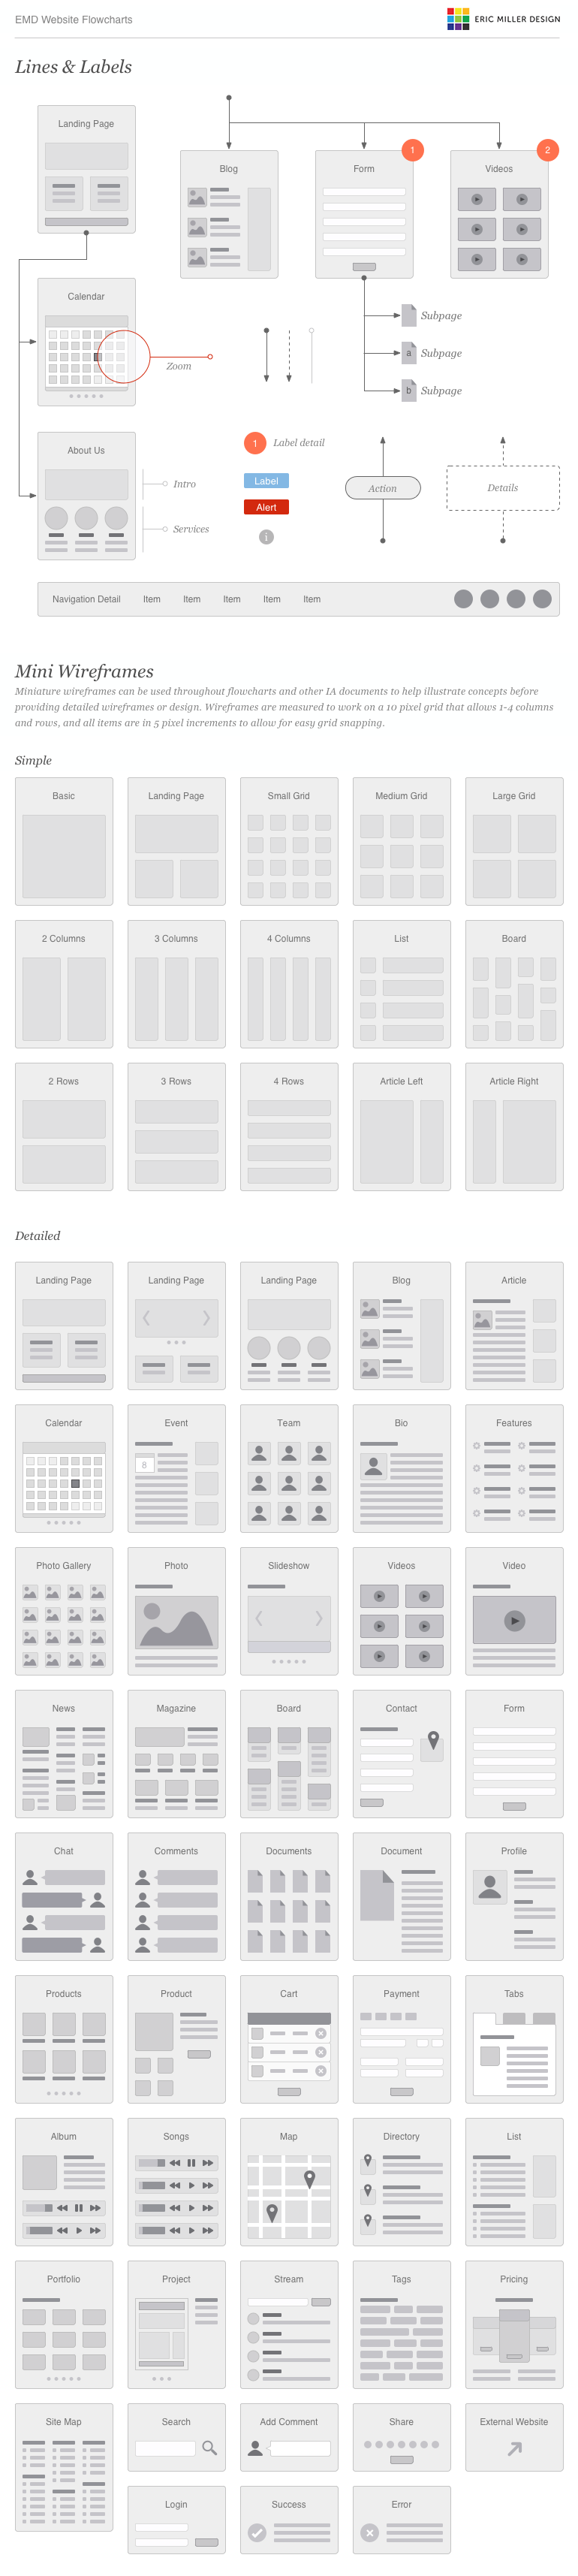 EMD Website Flowcharts
ERIC MILLER DESIGN
Lines & Labels
Landing Page
Blog
Form
1
Videos
2
Calendar
Zoom
Subpage
a Subpage
b Subpage
About Us
Intro
Services
1 Label detail
Label
Alert
i
Action
Details
Navigation Detail Item Item Item Item Item
Mini Wireframes
Miniature wireframes can be used throughout flowcharts and other IA documents to help illustrate concepts before
providing detailed wireframes or design. Wireframes are measured to work on a 10 pixel grid that allows 1-4 columns
and rows, and all items are in 5 pixel increments to allow for easy grid snapping.
Simple
Basic Landing Page Small Grid Medium Grid Large Grid
2 Columns 3 Columns 4 Columns List Board
2 Rows 3 Rows 4 Rows Article Left Article Right
Detailed
Landing Page Landing Page Landing Page Blog Article
Calendar Event Team Bio Features
8
Photo Gallery Photo Slideshow Videos Video
News Magazine Board Contact Form
Chat Comments Documents Document Profile
Products Product Cart Payment Tabs
Album Songs Map Directory List
Portfolio Project Stream Tags Pricing
Site Map Search Add Comment Share External Website
Login Success Error